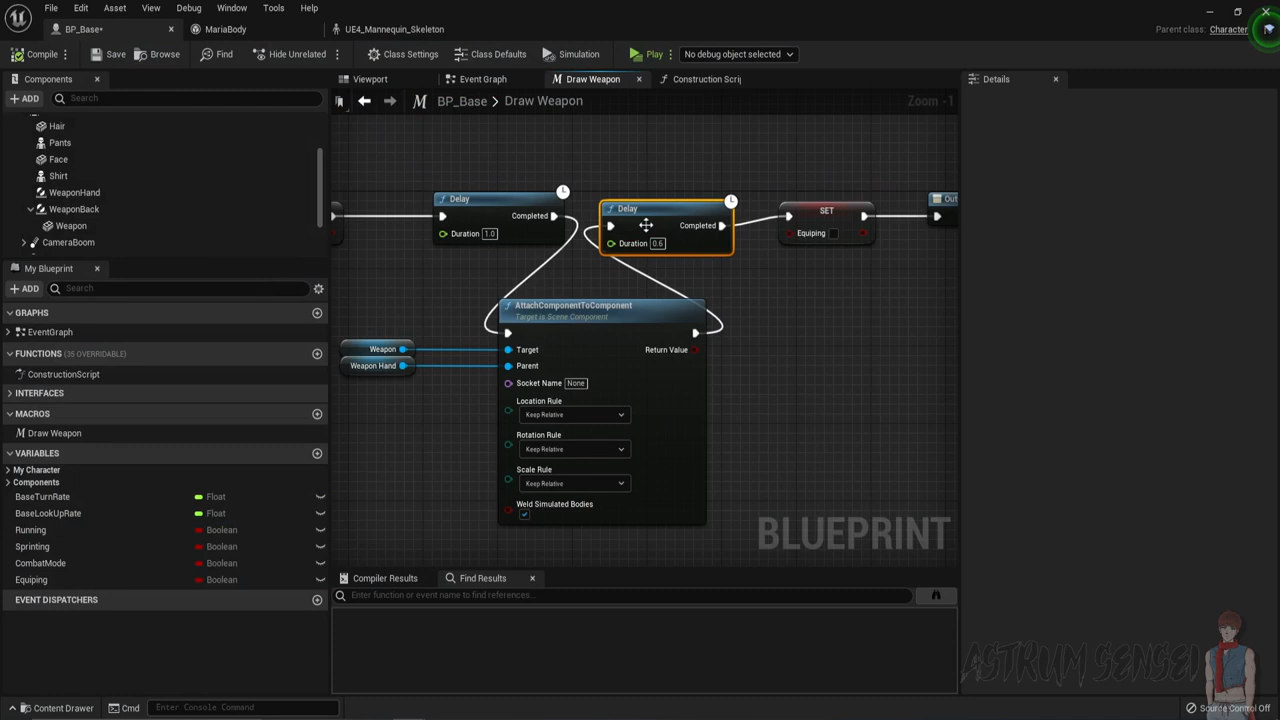 File Edit Asset View Debug Window Tools Help
BP_Base* MariaBody UE4_Mannequin_Skeleton
Parent class: Character
Compile Save Browse Find Hide Unrelated Class Settings Class Defaults Simulation Play No debug object selected
Components Viewport Event Graph Draw Weapon Construction Scrip Details
ADD Search
BP_Base > Draw Weapon
Zoom -1
Hair
Pants
Face
Shirt
WeaponHand
WeaponBack
Weapon
CameraBoom
My Blueprint
ADD Search
GRAPHS
EventGraph
FUNCTIONS (35 OVERRIDABLE)
ConstructionScript
INTERFACES
MACROS
Draw Weapon
VARIABLES
My Character
Components
BaseTurnRate Float
BaseLookUpRate Float
Running Boolean
Sprinting Boolean
CombatMode Boolean
Equiping Boolean
EVENT DISPATCHERS
Delay
Completed
Duration 1.0
Delay
Completed
Duration 0.6
SET
Equiping
Out
AttachComponentToComponent
Target is Scene Component
Weapon
Weapon Hand
Target Return Value
Parent
Socket Name None
Location Rule
Keep Relative
Rotation Rule
Keep Relative
Scale Rule
Keep Relative
Weld Simulated Bodies
BLUEPRINT
Compiler Results Find Results
Enter function or event name to find references...
ASTRUM SENSEI
Content Drawer Cmd Enter Console Command
Source Control Off